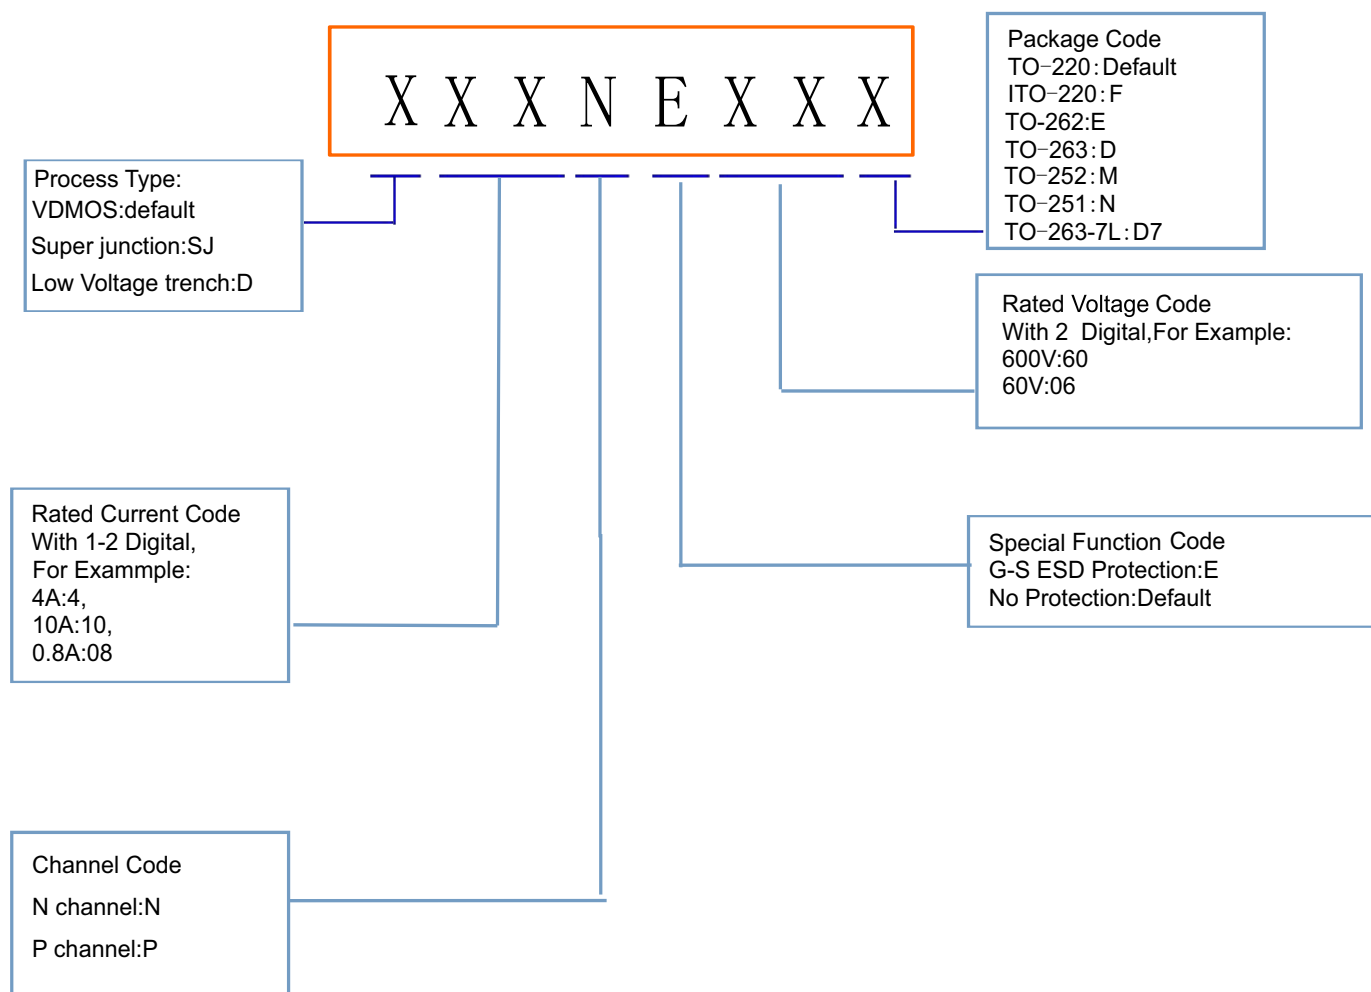 X X X N E X X X
Package Code
TO-220:Default
ITO-220:F
TO-262:E
TO-263:D
TO-252:M
TO-251:N
TO-263-7L:D7
Process Type:
VDMOS:default
Super junction:SJ
Low Voltage trench:D
Rated Voltage Code
With 2 Digital,For Example:
600V:60
60V:06
Rated Current Code
With 1-2 Digital,
For Exammple:
4A:4,
10A:10,
0.8A:08
Special Function Code
G-S ESD Protection:E
No Protection:Default
Channel Code
N channel:N
P channel:P